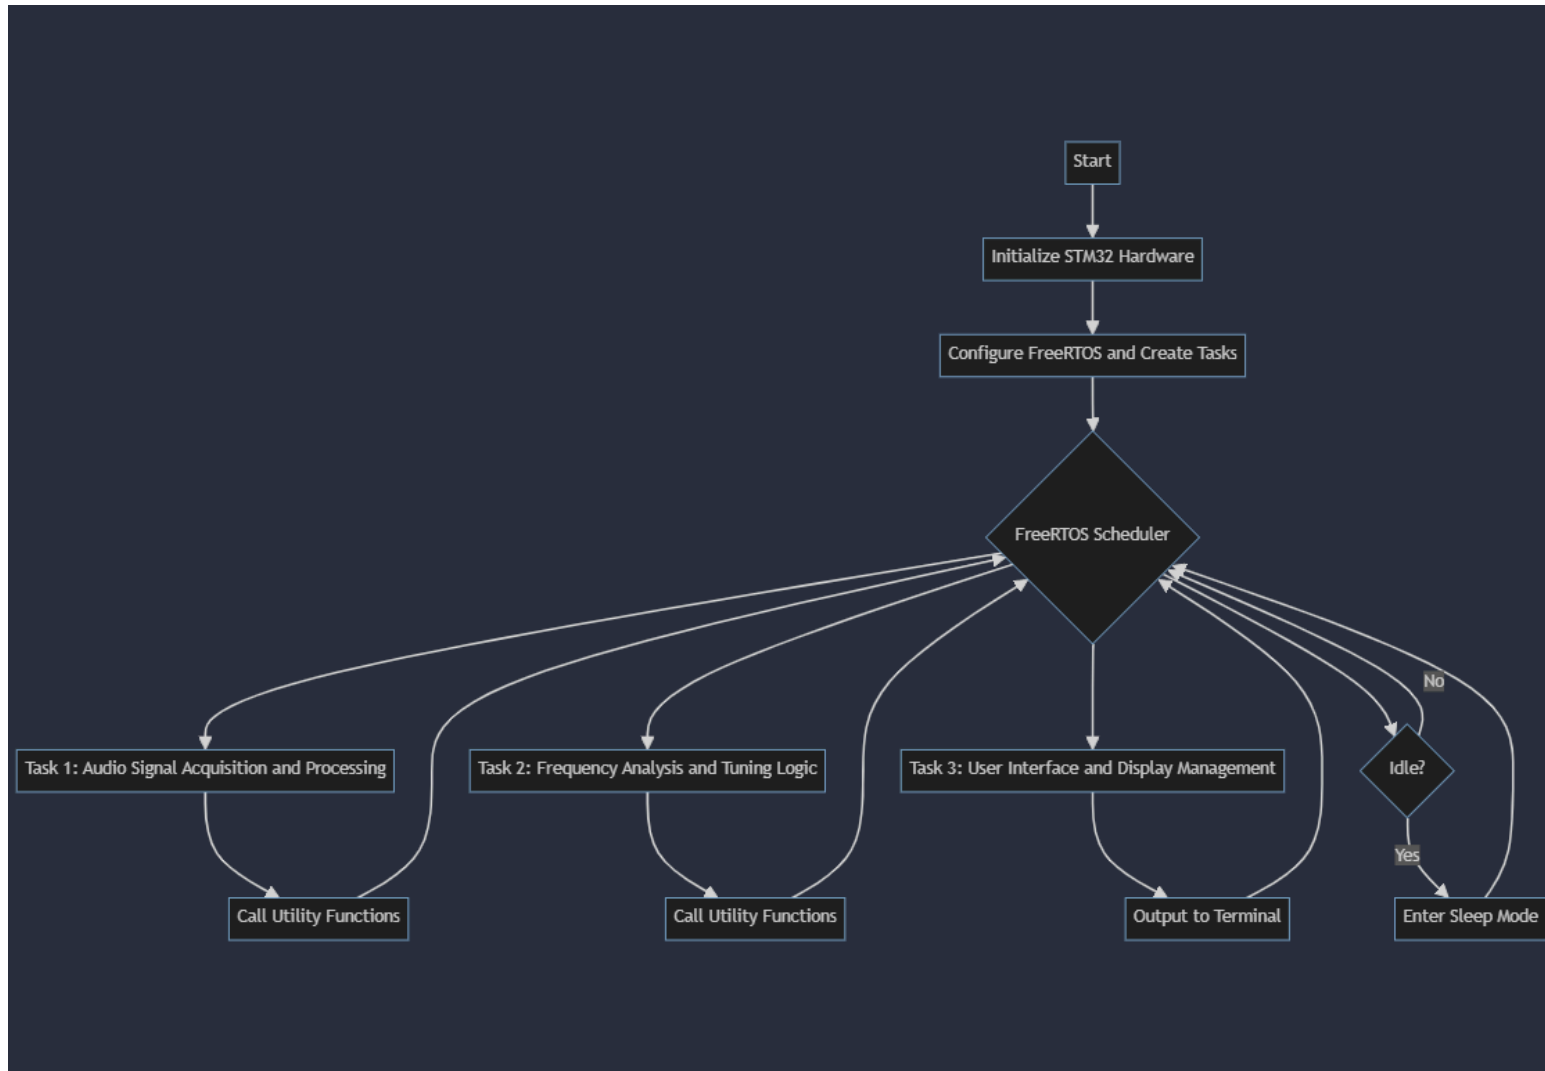 Start
Initialize STM32 Hardware
Configure FreeRTOS and Create Tasks
FreeRTOS Scheduler
No
Task 1: Audio Signal Acquisition and Processing
Task 2: Frequency Analysis and Tuning Logic
Task 3: User Interface and Display Management
Idle?
Yes
Call Utility Functions
Call Utility Functions
Output to Terminal
Enter Sleep Mode